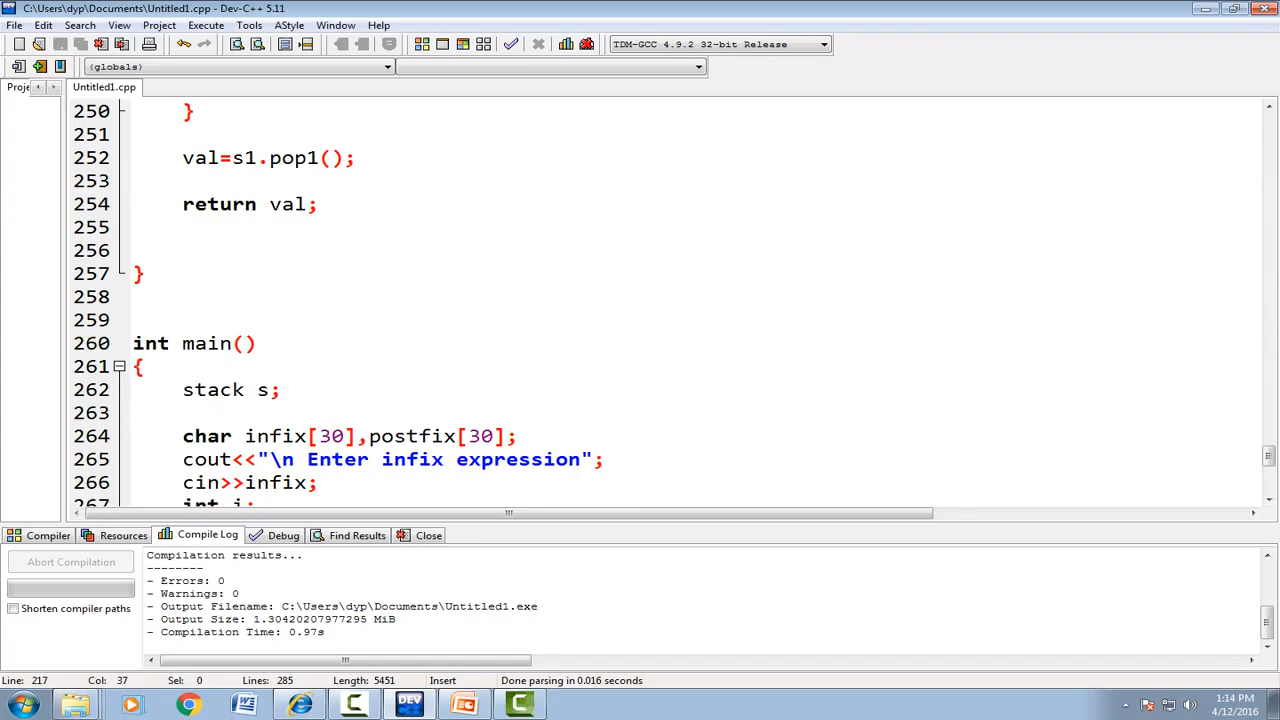 C:\Users\dyp\Documents\Untitled1.cpp - Dev-C++ 5.11
File Edit Search View Project Execute Tools AStyle Window Help
TDM-GCC 4.9.2 32-bit Release
(globals)
Proje Untitled1.cpp
250 }
251
252 val=s1.pop1();
253
254 return val;
255
256
257 }
258
259
260 int main()
261 {
262 stack s;
263
264 char infix[30],postfix[30];
265 cout<<"\n Enter infix expression";
266 cin>>infix;
267 int i;
Compiler Resources Compile Log Debug Find Results Close
Abort Compilation
Shorten compiler paths
Compilation results...
--------
- Errors: 0
- Warnings: 0
- Output Filename: C:\Users\dyp\Documents\Untitled1.exe
- Output Size: 1.30420207977295 MiB
- Compilation Time: 0.97s
Line: 217 Col: 37 Sel: 0 Lines: 285 Length: 5451 Insert Done parsing in 0.016 seconds
DEV C++
1:14 PM
4/12/2016